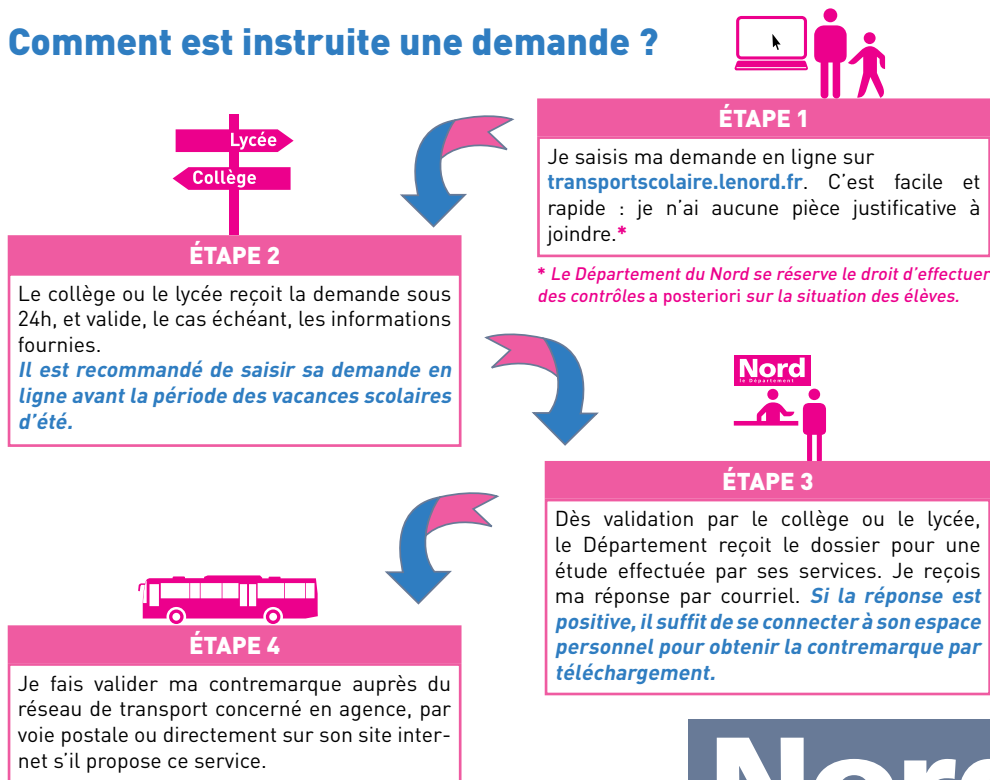 Comment est instruite une demande ?
ÉTAPE 1
Je saisis ma demande en ligne sur
transportscolaire.lenord.fr. C'est facile et
rapide : je n'ai aucune pièce justificative à
joindre.*
* Le Département du Nord se réserve le droit d'effectuer
des contrôles a posteriori sur la situation des élèves.
Lycée
Collège
ÉTAPE 2
Le collège ou le lycée reçoit la demande sous
24h, et valide, le cas échéant, les informations
fournies.
Il est recommandé de saisir sa demande en
ligne avant la période des vacances scolaires
d'été.
Nord
le Département
ÉTAPE 3
Dès validation par le collège ou le lycée,
le Département reçoit le dossier pour une
étude effectuée par ses services. Je reçois
ma réponse par courriel. Si la réponse est
positive, il suffit de se connecter à son espace
personnel pour obtenir la contremarque par
téléchargement.
ÉTAPE 4
Je fais valider ma contremarque auprès du
réseau de transport concerné en agence, par
voie postale ou directement sur son site inter-
net s'il propose ce service.
Nord